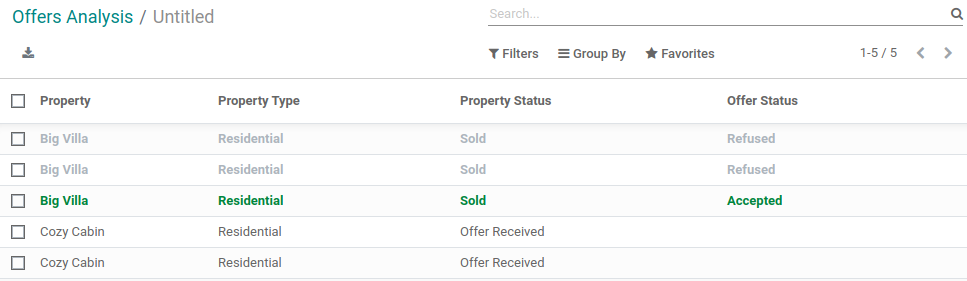 Offers Analysis / Untitled
Search...
Filters Group By Favorites 1-5 / 5
Property Property Type Property Status Offer Status
Big Villa Residential Sold Refused
Big Villa Residential Sold Refused
Big Villa Residential Sold Accepted
Cozy Cabin Residential Offer Received
Cozy Cabin Residential Offer Received